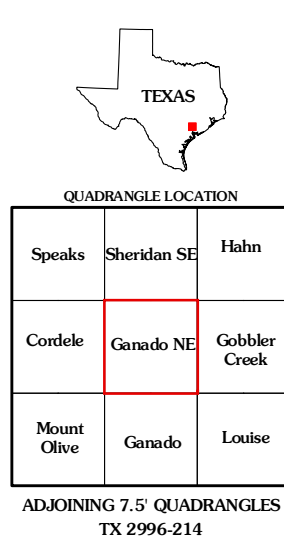 TEXAS
QUADRANGLE LOCATION
Speaks
Sheridan SE
Hahn
Cordele
Ganado NE
Gobbler
Creek
Mount
Olive
Ganado
Louise
ADJOINING 7.5' QUADRANGLES
TX 2996-214